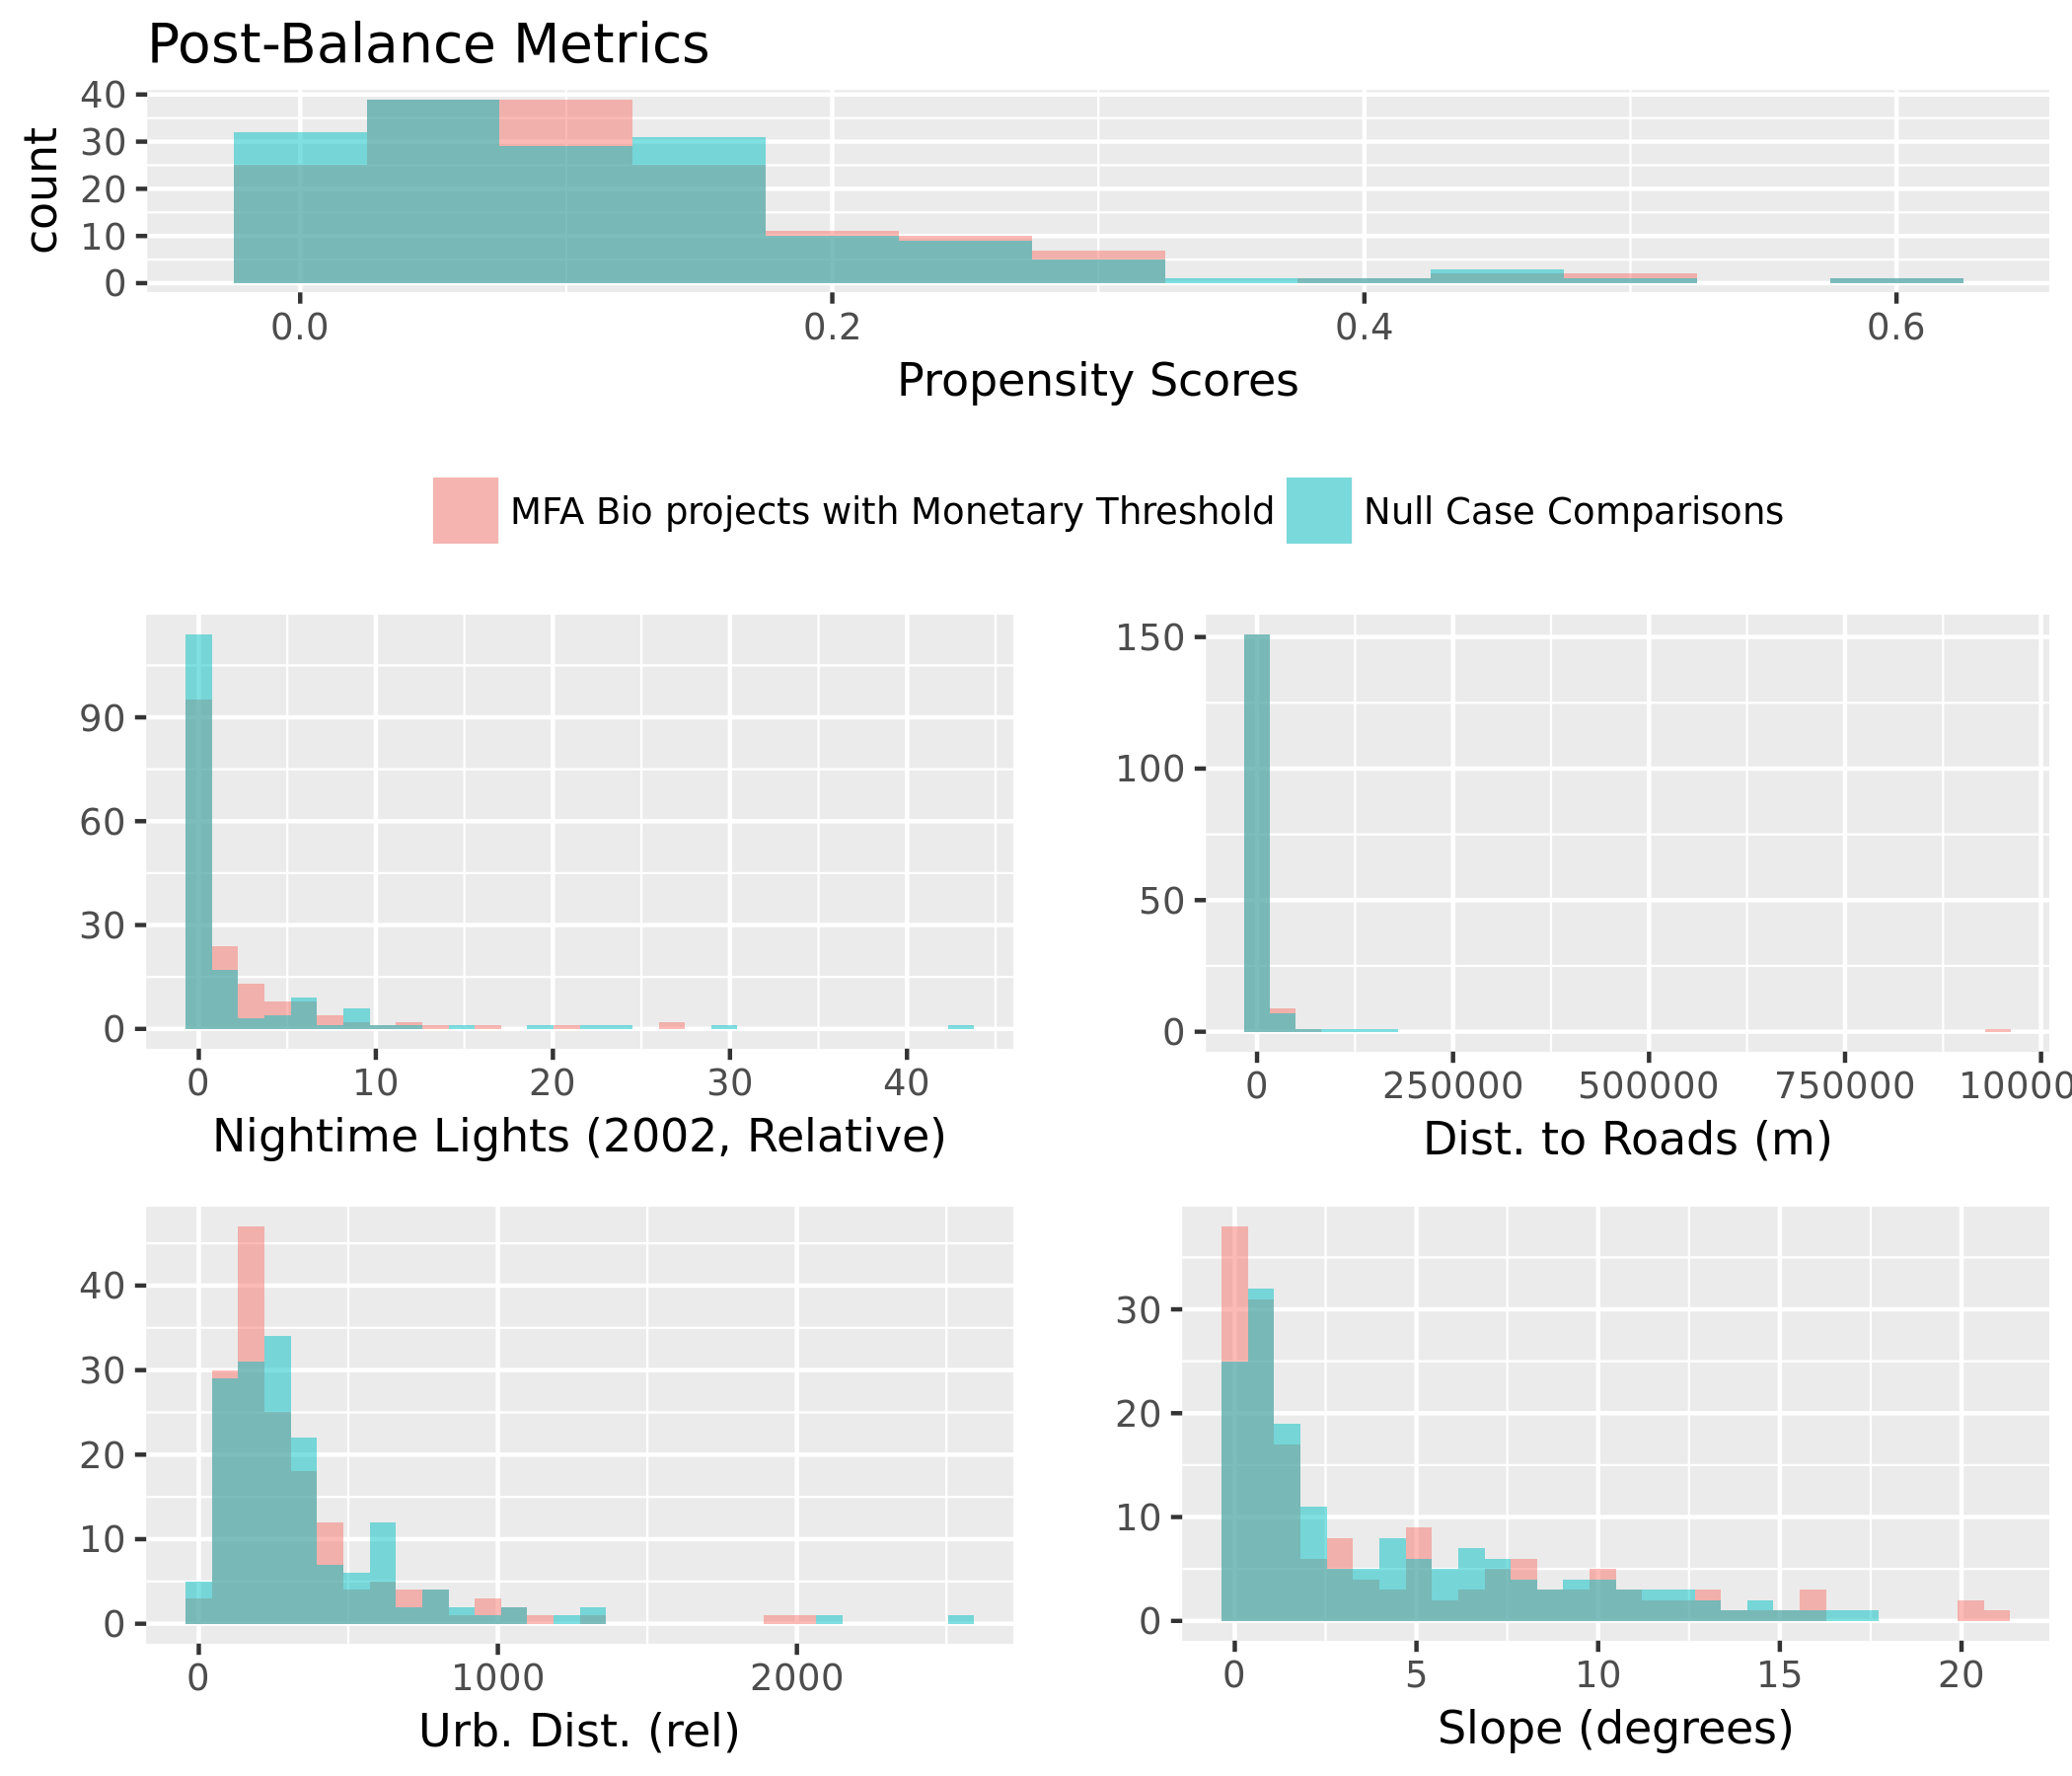 Post-Balance Metrics
40
30
20
10
0
count
0.0 0.2 0.4 0.6
Propensity Scores
MFA Bio projects with Monetary Threshold Null Case Comparisons
90
60
30
0
0 10 20 30 40
Nightime Lights (2002, Relative)
150
100
50
0
0 250000 500000 750000 10000
Dist. to Roads (m)
40
30
20
10
0
0 1000 2000
Urb. Dist. (rel)
30
20
10
0
0 5 10 15 20
Slope (degrees)